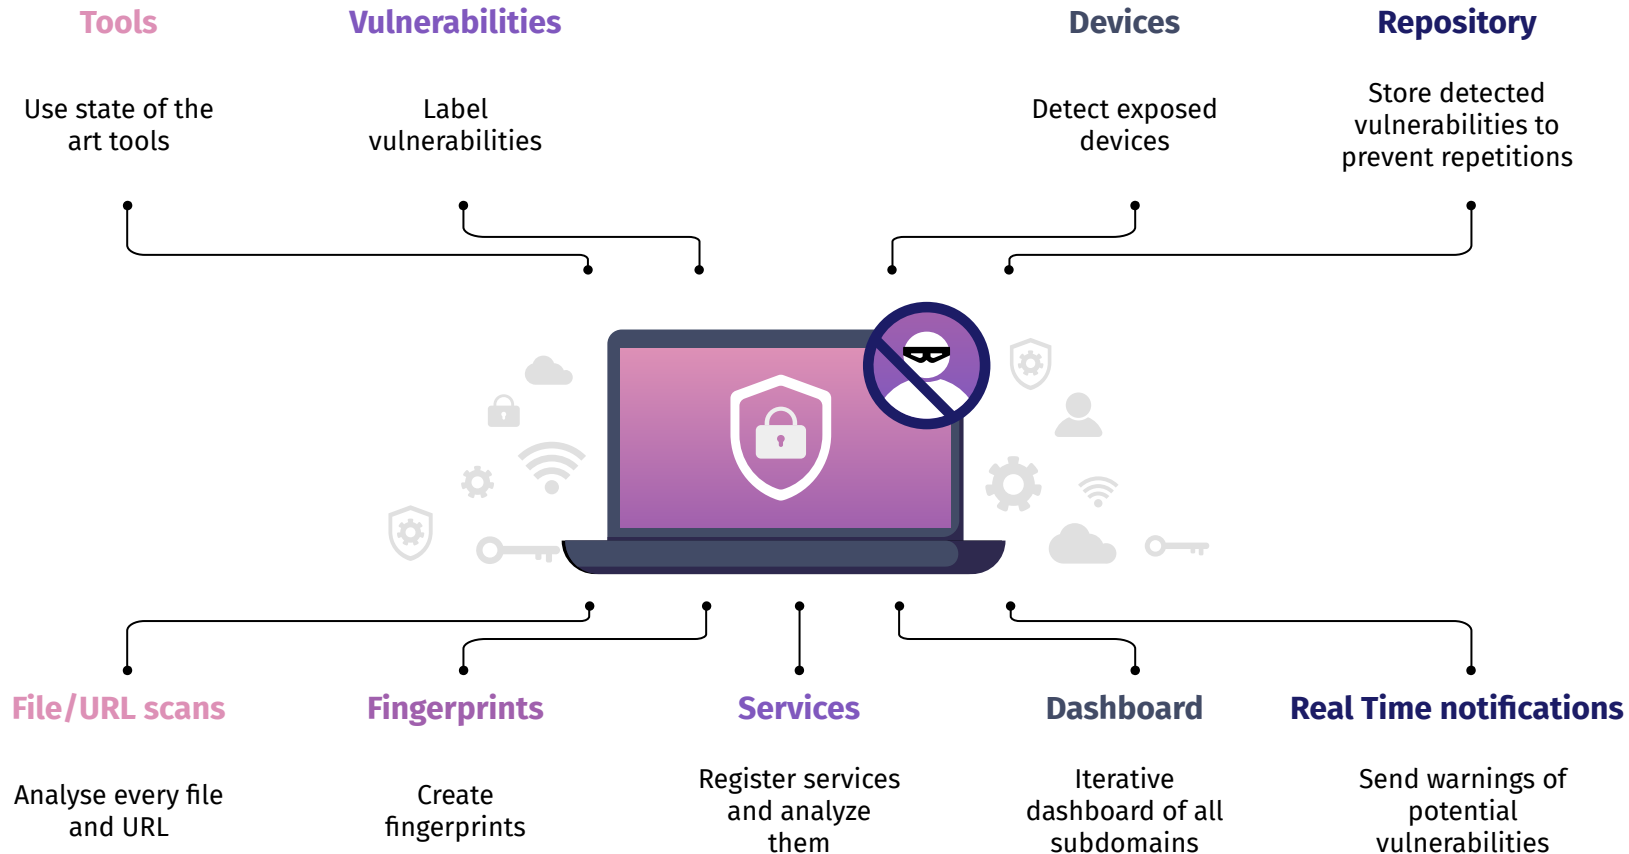 Tools
Use state of the
art tools
Vulnerabilities
Label
vulnerabilities
Devices
Detect exposed
devices
Repository
Store detected
vulnerabilities to
prevent repetitions
File/URL scans
Analyse every file
and URL
Fingerprints
Create
fingerprints
Services
Register services
and analyze
them
Dashboard
Iterative
dashboard of all
subdomains
Real Time notifications
Send warnings of
potential
vulnerabilities